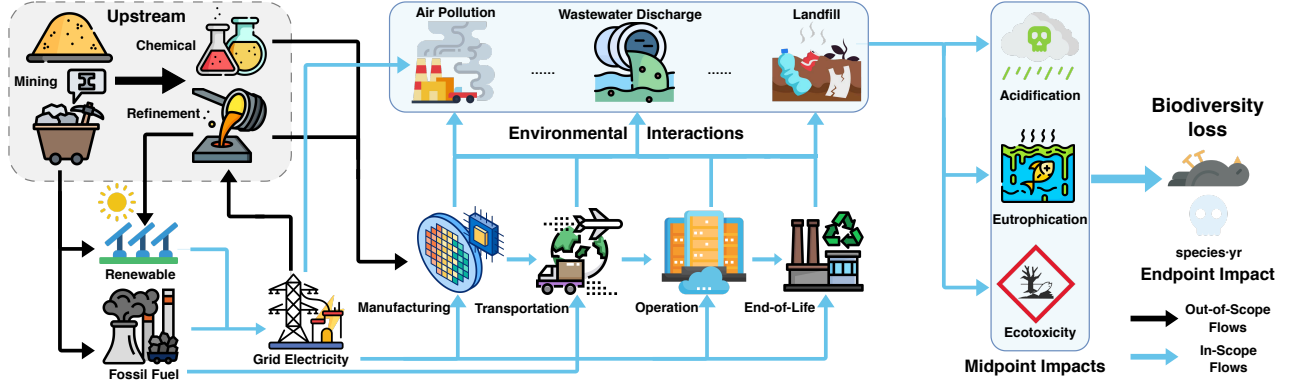 Upstream
Chemical
Mining
Refinement
Renewable
Fossil Fuel
Grid Electricity
Air Pollution
......
Wastewater Discharge
......
Landfill
Environmental Interactions
Manufacturing
Transportation
Operation
End-of-Life
Acidification
Eutrophication
Ecotoxicity
Midpoint Impacts
Biodiversity
loss
species·yr
Endpoint Impact
Out-of-Scope
Flows
In-Scope
Flows